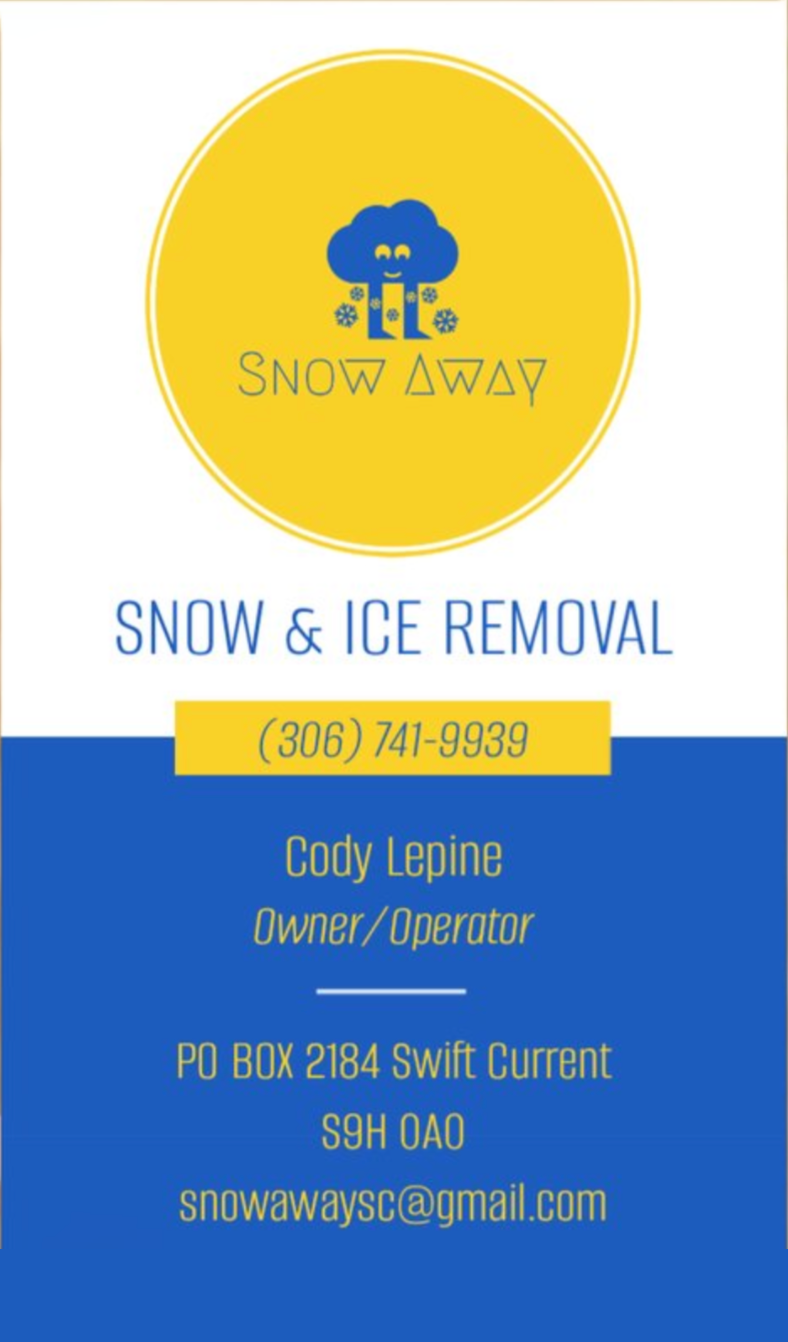 SNOW AWAY
SNOW & ICE REMOVAL
(306) 741-9939
Cody Lepine
Owner/Operator
PO BOX 2184 Swift Current
S9H 0A0
snowawaysc@gmail.com